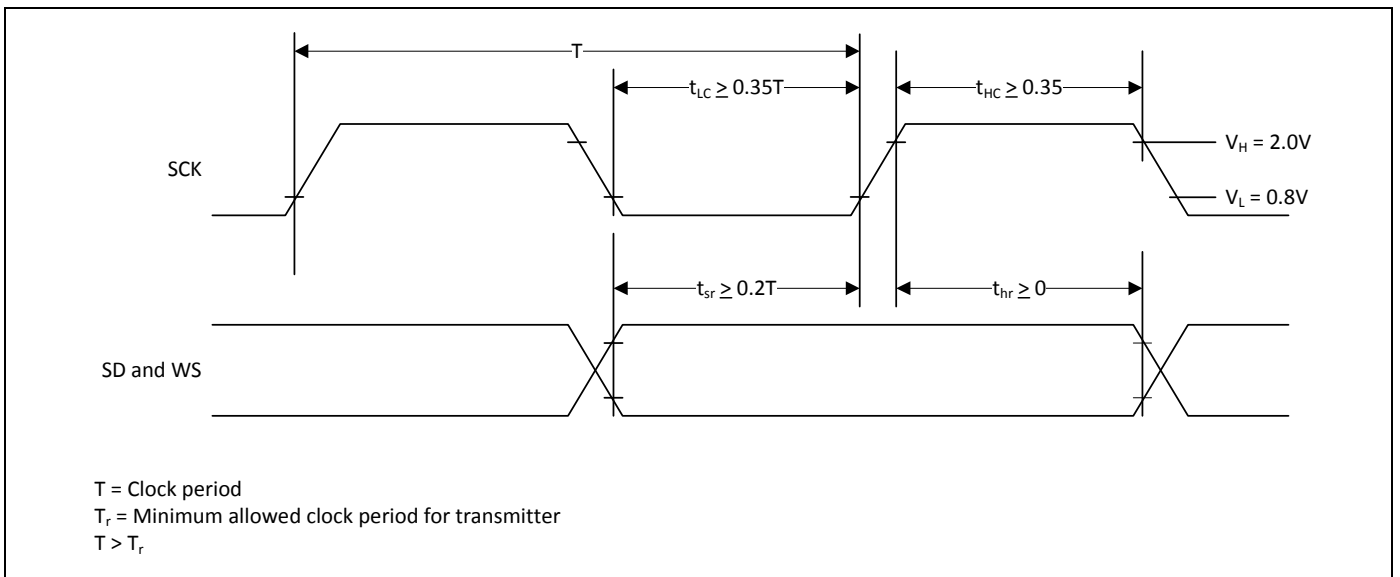 T
t_LC ≥ 0.35T
t_HC ≥ 0.35
SCK
V_H = 2.0V
V_L = 0.8V
t_sr ≥ 0.2T
t_hr ≥ 0
SD and WS
T = Clock period
T_r = Minimum allowed clock period for transmitter
T > T_r